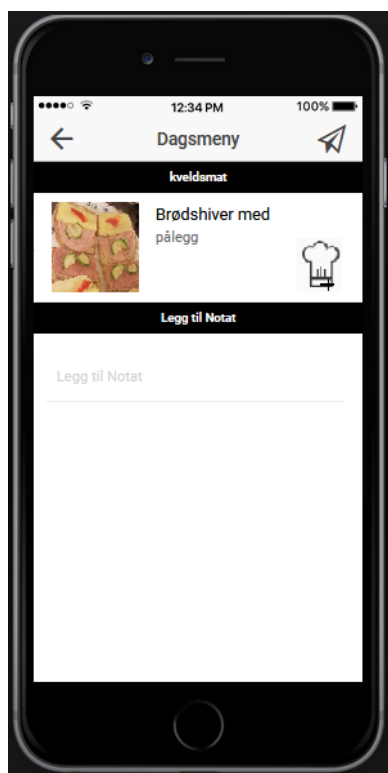 12:34 PM
100%
Dagsmeny
kveldsmat
Brødshiver med
pålegg
Legg til Notat
Legg til Notat